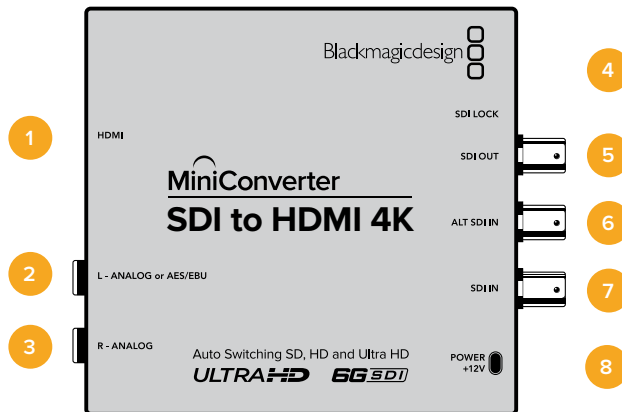 Blackmagicdesign
4
SDI LOCK
1
HDMI
SDI OUT
5
MiniConverter
SDI to HDMI 4K
ALT SDI IN
6
2
L - ANALOG or AES/EBU
SDI IN
7
3
R - ANALOG
Auto Switching SD, HD and Ultra HD
ULTRAHD 6G SDI
POWER
+12V
8